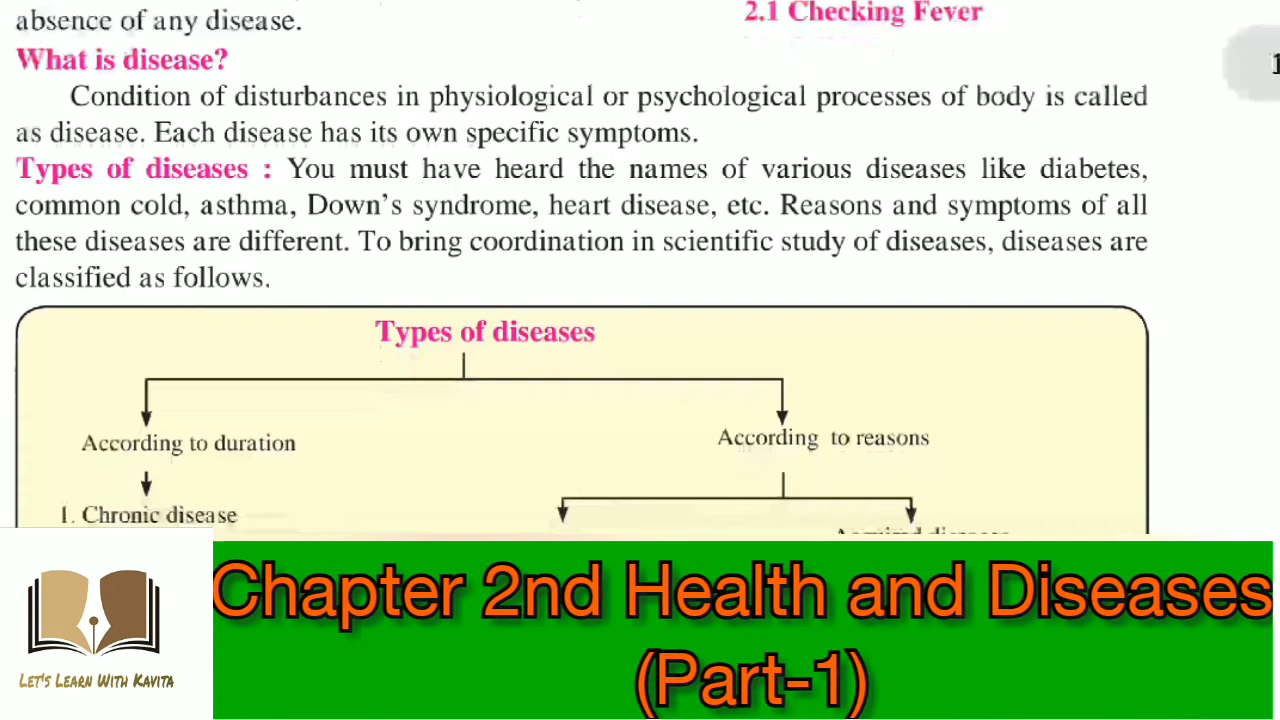 absence of any disease.
2.1 Checking Fever
What is disease?
Condition of disturbances in physiological or psychological processes of body is called
as disease. Each disease has its own specific symptoms.
Types of diseases : You must have heard the names of various diseases like diabetes,
common cold, asthma, Down's syndrome, heart disease, etc. Reasons and symptoms of all
these diseases are different. To bring coordination in scientific study of diseases, diseases are
classified as follows.
Types of diseases
According to duration
According to reasons
1. Chronic disease
Chapter 2nd Health and Diseases
(Part-1)
LET'S LEARN WITH KAVITA